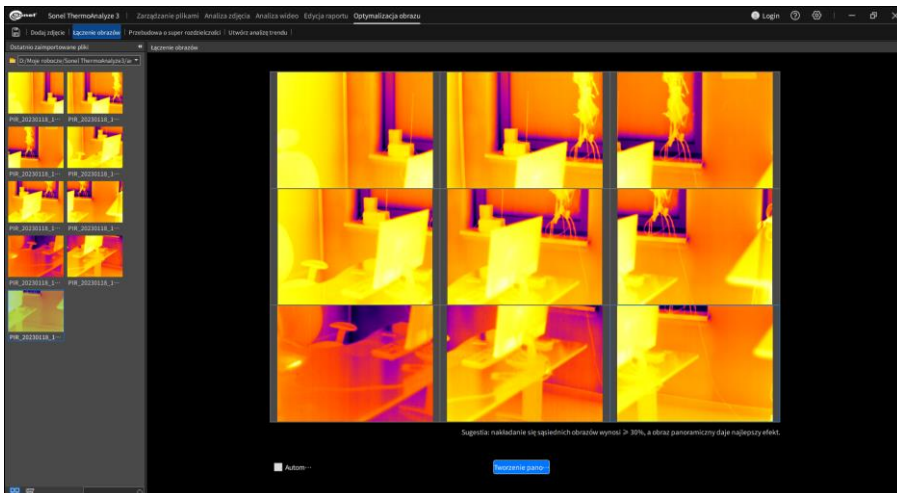 Sonel Sonel ThermoAnalyze 3 Zarządzanie plikami Analiza zdjęcia Analiza wideo Edycja raportu Optymalizacja obrazu Login
Dodaj zdjęcie Łączenie obrazów Przebudowa o super rozdzielczości Utwórz analizę trendu
Ostatnio zaimportowane pliki Łączenie obrazów
D:/Moje robocze/Sonel ThermoAnalyze3/ar
PIR_20230118_1··· PIR_20230118_1···
PIR_20230118_1··· PIR_20230118_1···
PIR_20230118_1··· PIR_20230118_1···
PIR_20230118_1··· PIR_20230118_1···
PIR_20230118_1···
Sugestia: nakładanie się sąsiednich obrazów wynosi ⩾ 30%, a obraz panoramiczny daje najlepszy efekt.
Autom··· Tworzenie pano···